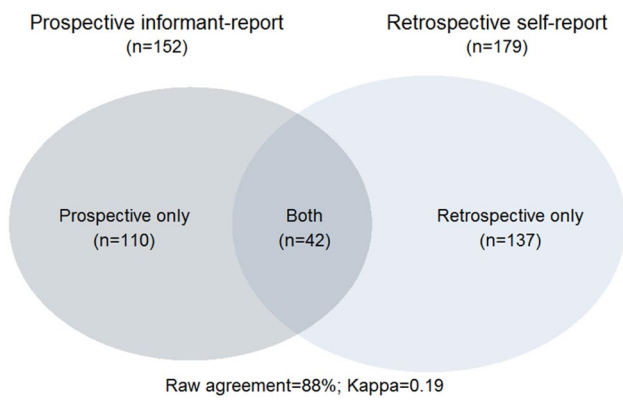 Prospective informant-report
(n=152)
Retrospective self-report
(n=179)
Prospective only
(n=110)
Both
(n=42)
Retrospective only
(n=137)
Raw agreement=88%; Kappa=0.19